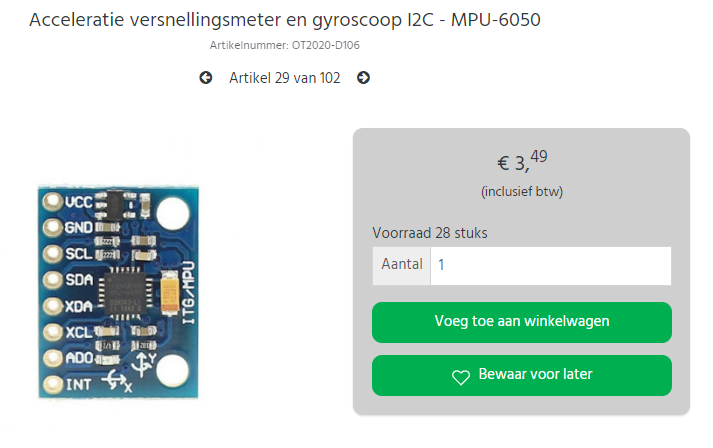 Acceleratie versnellingsmeter en gyroscoop I2C - MPU-6050
Artikelnummer: OT2020-D106
Artikel 29 van 102
€ 3,49
(inclusief btw)
Voorraad 28 stuks
Aantal 1
Voeg toe aan winkelwagen
Bewaar voor later
VCC
GND
SCL
SDA
XDA
XCL
ADO
INT
ITG/MPU
Y
X